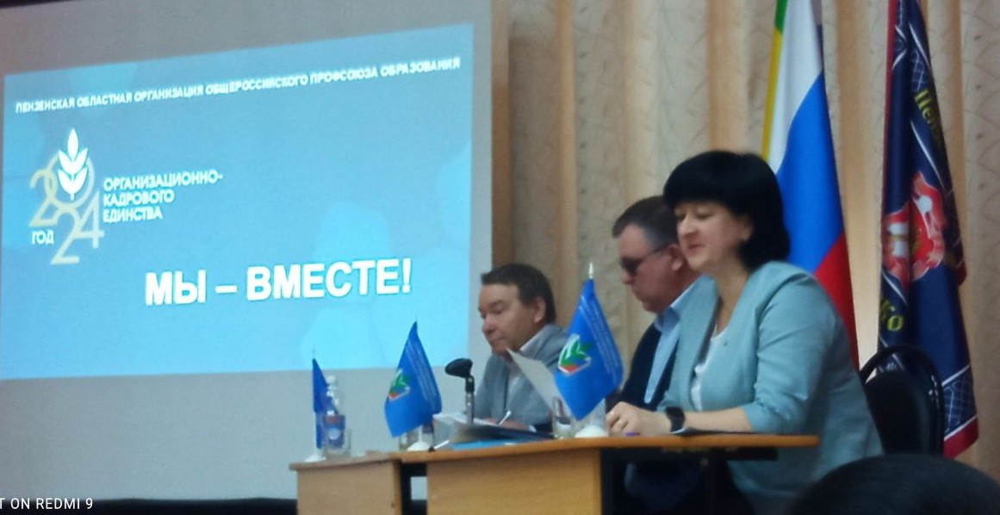 ПЕНЗЕНСКАЯ ОБЛАСТНАЯ ОРГАНИЗАЦИЯ ОБЩЕРОССИЙСКОГО ПРОФСОЮЗА ОБРАЗОВАНИЯ
2024
ГОД
ОРГАНИЗАЦИОННО-
КАДРОВОГО
ЕДИНСТВА
МЫ – ВМЕСТЕ!
T ON REDMI 9